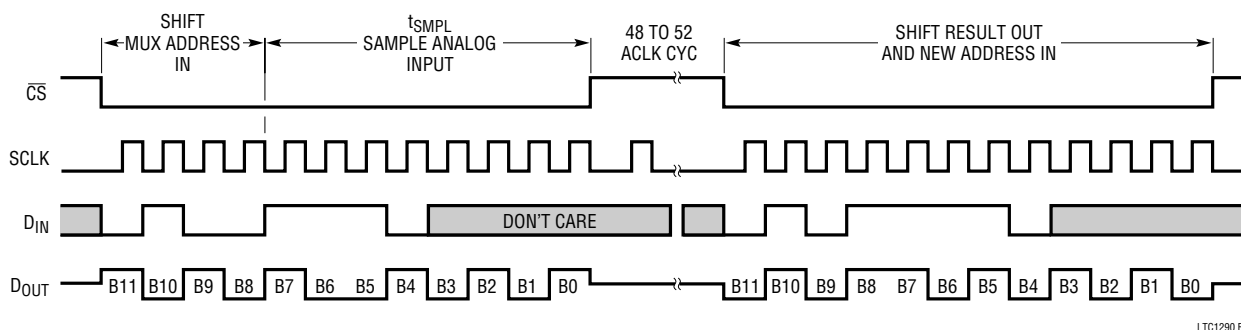 SHIFT
MUX ADDRESS
IN
tSMPL
SAMPLE ANALOG
INPUT
48 TO 52
ACLK CYC
SHIFT RESULT OUT
AND NEW ADDRESS IN
CS
SCLK
DIN
DON'T CARE
DOUT
B11 B10 B9 B8 B7 B6 B5 B4 B3 B2 B1 B0 B11 B10 B9 B8 B7 B6 B5 B4 B3 B2 B1 B0
LTC1290 F